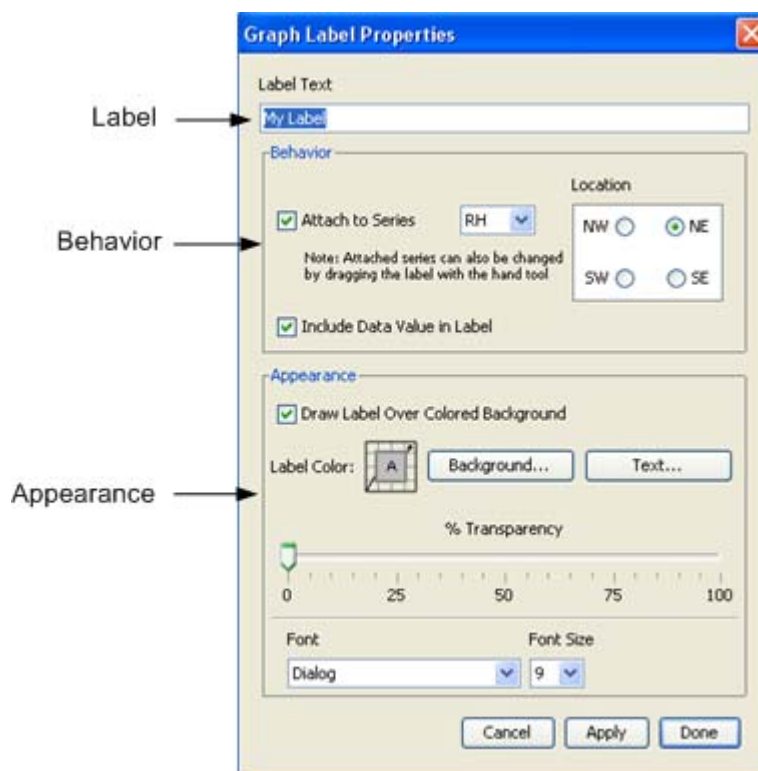 Graph Label Properties
Label Text
Label
My Label
Behavior
Location
Attach to Series
RH
NW
NE
Behavior
Note: Attached series can also be changed
by dragging the label with the hand tool
SW
SE
Include Data Value in Label
Appearance
Draw Label Over Colored Background
Label Color:
A
Background...
Text...
Appearance
% Transparency
0 25 50 75 100
Font
Font Size
Dialog
9
Cancel
Apply
Done